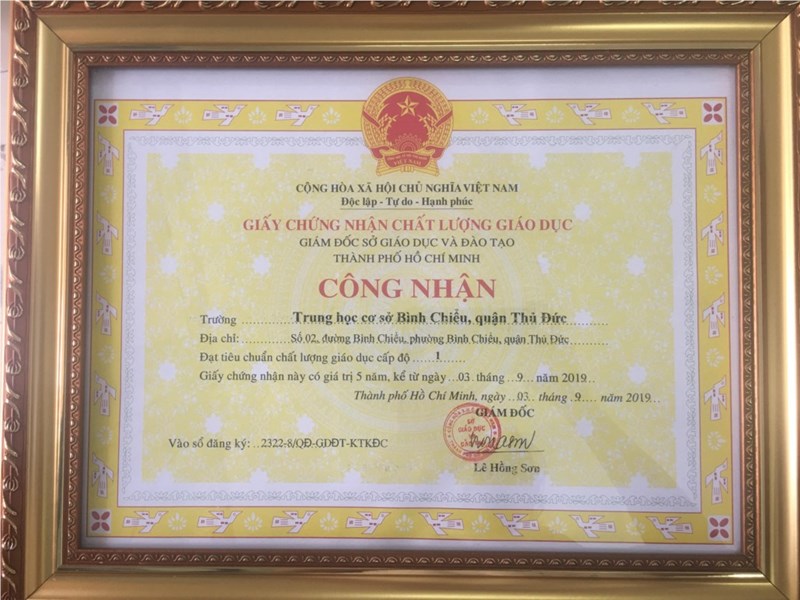 VIỆT NAM
CỘNG HÒA XÃ HỘI CHỦ NGHĨA VIỆT NAM
Độc lập - Tự do - Hạnh phúc
GIẤY CHỨNG NHẬN CHẤT LƯỢNG GIÁO DỤC
GIÁM ĐỐC SỞ GIÁO DỤC VÀ ĐÀO TẠO
THÀNH PHỐ HỒ CHÍ MINH
CÔNG NHẬN
Trường Trung học cơ sở Bình Chiểu, quận Thủ Đức
Địa chỉ: Số 02, đường Bình Chiểu, phường Bình Chiểu, quận Thủ Đức
Đạt tiêu chuẩn chất lượng giáo dục cấp độ 1
Giấy chứng nhận này có giá trị 5 năm, kể từ ngày 03 tháng 9 năm 2019
Thành phố Hồ Chí Minh, ngày 03 tháng 9 năm 2019
GIÁM ĐỐC
SỞ
GIÁO DỤC
Vào sổ đăng ký: 2322-8/QĐ-GDĐT-KTKĐC
Lê Hồng Sơn